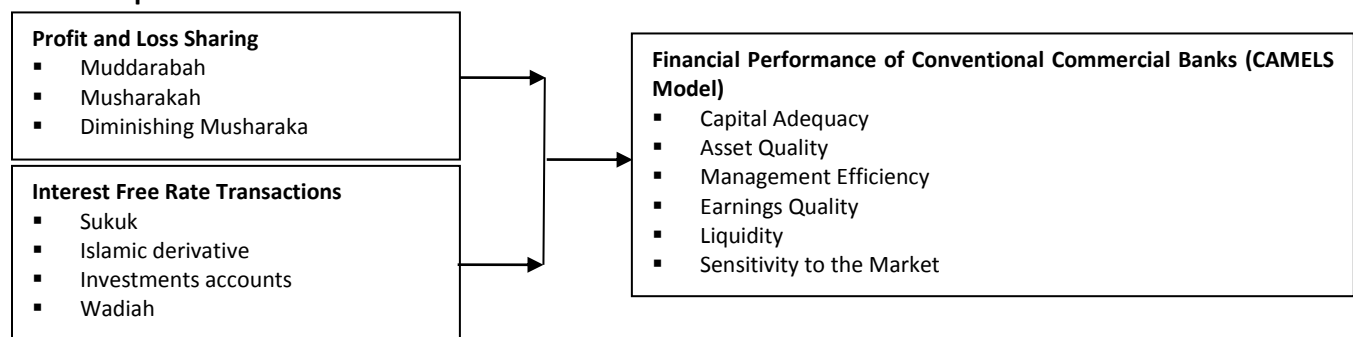 Profit and Loss Sharing
▪ Muddarabah
▪ Musharakah
▪ Diminishing Musharaka
Interest Free Rate Transactions
▪ Sukuk
▪ Islamic derivative
▪ Investments accounts
▪ Wadiah
Financial Performance of Conventional Commercial Banks (CAMELS
Model)
▪ Capital Adequacy
▪ Asset Quality
▪ Management Efficiency
▪ Earnings Quality
▪ Liquidity
▪ Sensitivity to the Market